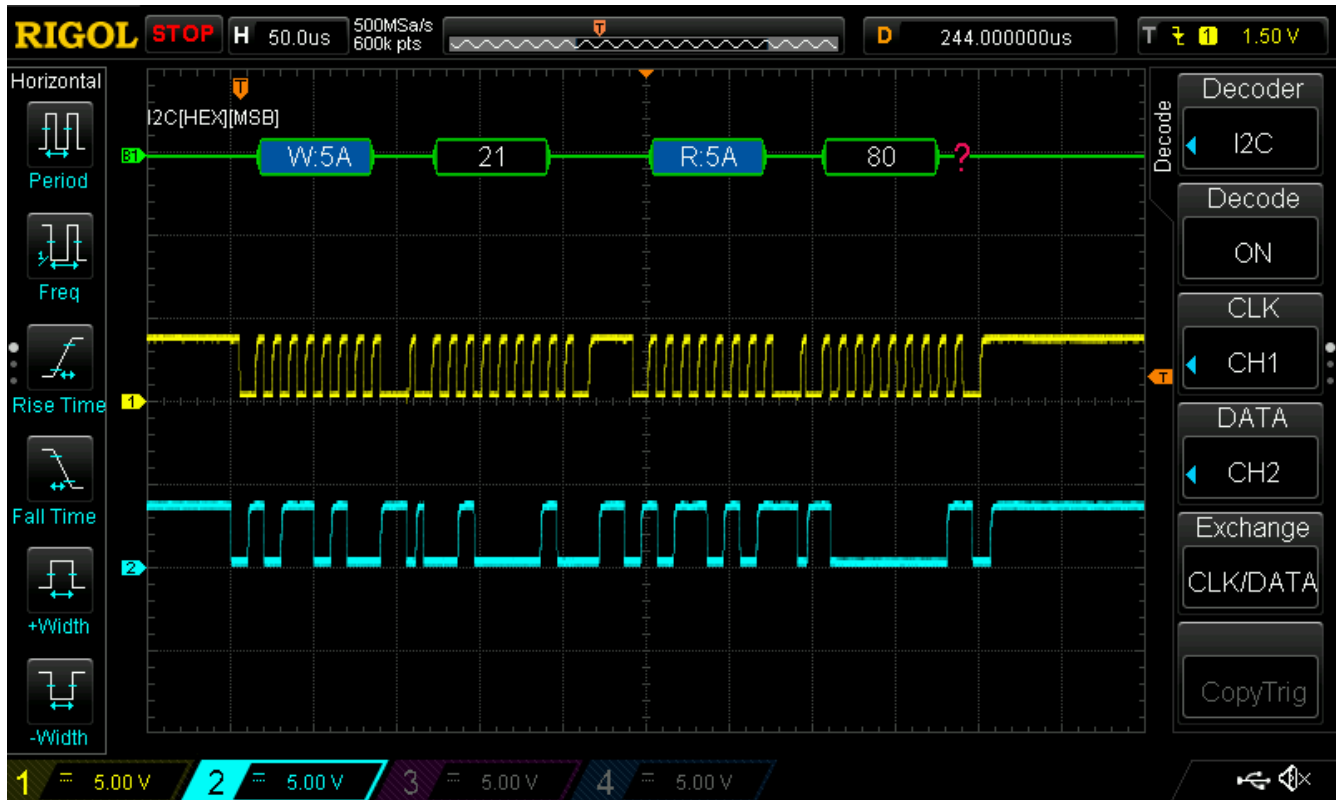 RIGOL STOP H 50.0us 500MSa/s D 244.000000us T 1 1.50 V
600k pts
T
Horizontal
Period
Freq
Rise Time
Fall Time
+Width
-Width
T
I2C[HEX][MSB]
B1 W:5A 21 R:5A 80 ?
1
2
T
Decode
Decoder
I2C
Decode
ON
CLK
CH1
DATA
CH2
Exchange
CLK/DATA
CopyTrig
1 5.00 V 2 5.00 V 3 5.00 V 4 5.00 V